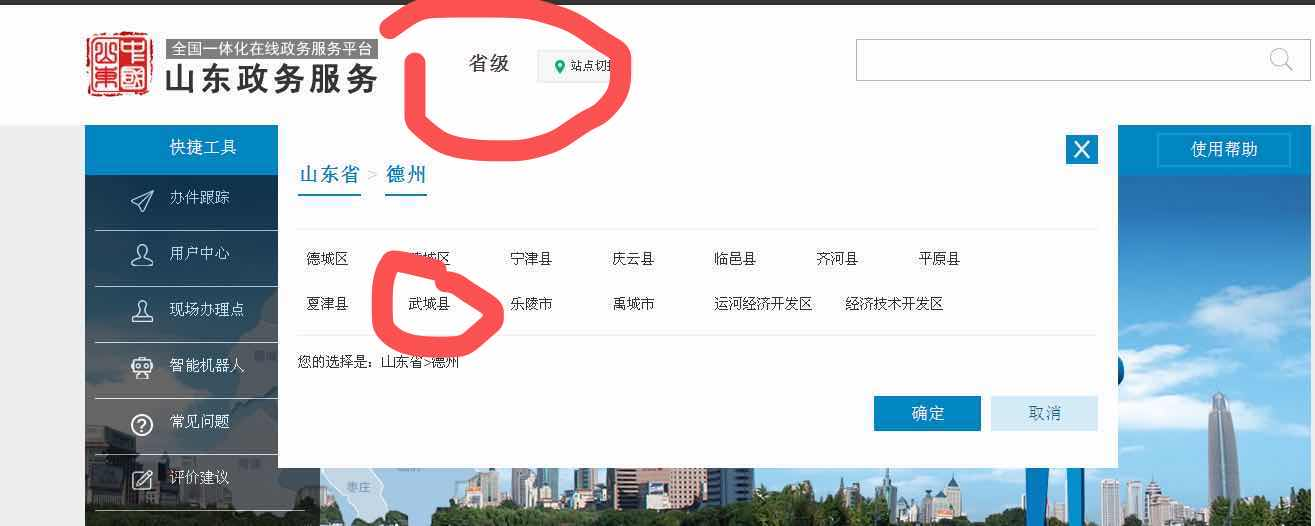 全国一体化在线政务服务平台
山东政务服务
省级
站点切
快捷工具
办件跟踪
用户中心
现场办理点
智能机器人
常见问题
评价建议
使用帮助
山东省 > 德州
德城区 城区 宁津县 庆云县 临邑县 齐河县 平原县
夏津县 武城县 乐陵市 禹城市 运河经济开发区 经济技术开发区
您的选择是：山东省>德州
确定 取消
枣庄